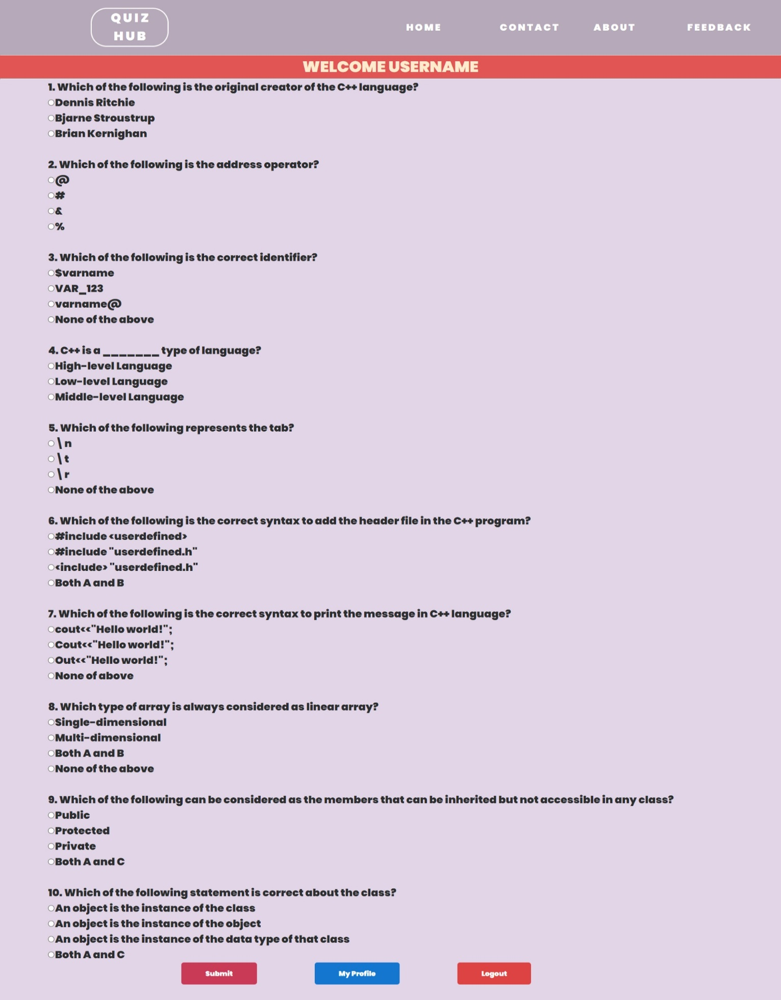 QUIZ
HUB
HOME CONTACT ABOUT FEEDBACK
WELCOME USERNAME
1. Which of the following is the original creator of the C++ language?
Dennis Ritchie
Bjarne Stroustrup
Brian Kernighan
2. Which of the following is the address operator?
@
#
&
%
3. Which of the following is the correct identifier?
$varname
VAR_123
varname@
None of the above
4. C++ is a _______ type of language?
High-level Language
Low-level Language
Middle-level Language
5. Which of the following represents the tab?
\n
\t
\r
None of the above
6. Which of the following is the correct syntax to add the header file in the C++ program?
#include <userdefined>
#include "userdefined.h"
<include> "userdefined.h"
Both A and B
7. Which of the following is the correct syntax to print the message in C++ language?
cout<<"Hello world!";
Cout<<"Hello world!";
Out<<"Hello world!";
None of above
8. Which type of array is always considered as linear array?
Single-dimensional
Multi-dimensional
Both A and B
None of the above
9. Which of the following can be considered as the members that can be inherited but not accessible in any class?
Public
Protected
Private
Both A and C
10. Which of the following statement is correct about the class?
An object is the instance of the class
An object is the instance of the object
An object is the instance of the data type of that class
Both A and C
Submit My Profile Logout